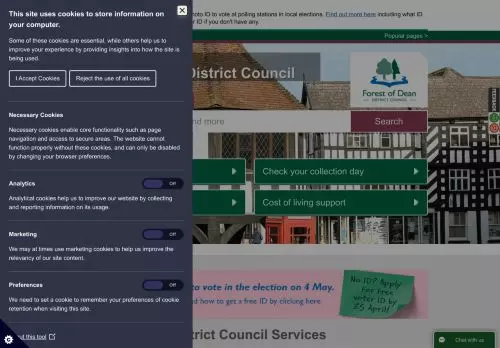 This site uses cookies to store information on
your computer.
Some of these cookies are essential, while others help us to
improve your experience by providing insights into how the site is
being used.
I Accept Cookies
Reject the use of all cookies
Necessary Cookies
Necessary cookies enable core functionality such as page
navigation and access to secure areas. The website cannot
function properly without these cookies, and can only be disabled
by changing your browser preferences.
Analytics
Off
Analytical cookies help us to improve our website by collecting
and reporting information on its usage.
Marketing
Off
We may at times use marketing cookies to help us improve the
relevancy of our site content.
Preferences
Off
We need to set a cookie to remember your preferences of cookie
retention when visiting this site.
this tool
to ID to vote at polling stations in local elections. Find out more here including what ID
ID if you don't have any.
Popular pages >
District Council
Forest of Dean
DISTRICT COUNCIL
nd more
Search
Check your collection day
Cost of living support
to vote in the election on 4 May.
nd how to get a free ID by clicking here.
No ID? Apply
For free
voter ID by
25 April!
trict Council Services
Chat with us